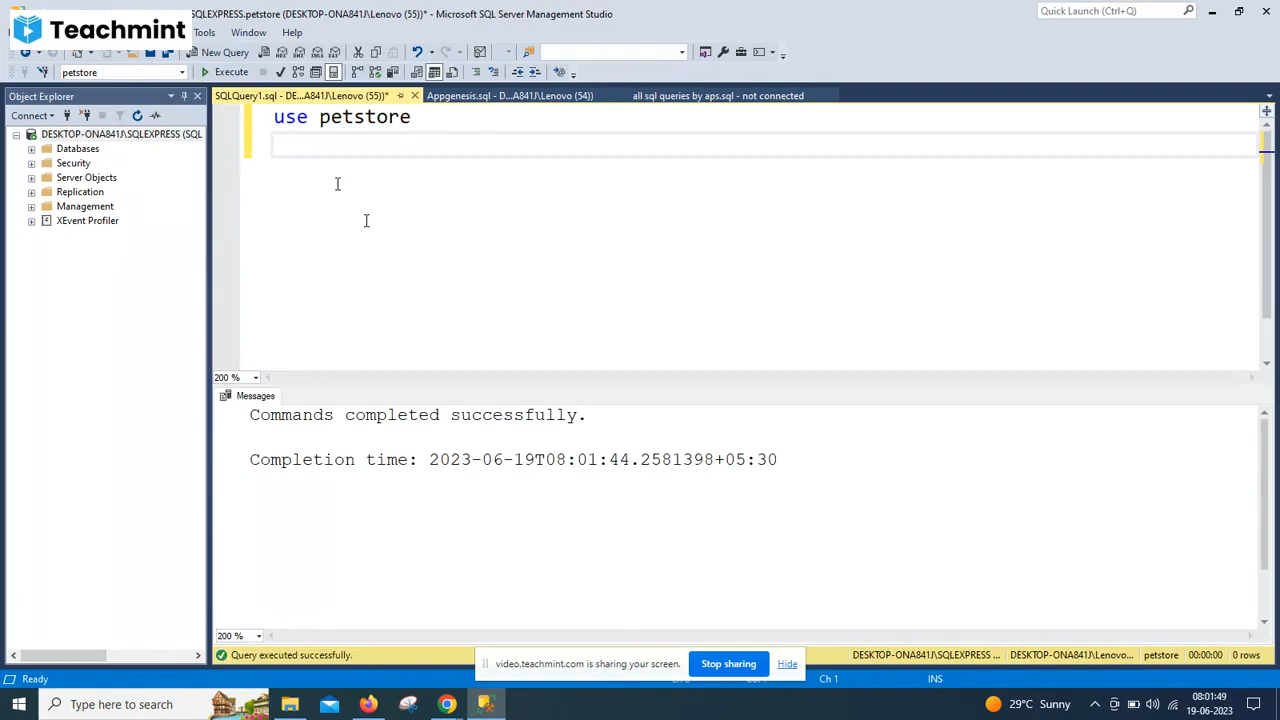 SQLEXPRESS.petstore (DESKTOP-ONA841J\Lenovo (55))* - Microsoft SQL Server Management Studio
Quick Launch (Ctrl+Q)
Teachmint
Tools Window Help
New Query
petstore Execute
Object Explorer
SQLQuery1.sql - DE...A841J\Lenovo (55))*
Appgenesis.sql - D...A841J\Lenovo (54))
all sql queries by aps.sql - not connected
Connect
DESKTOP-ONA841J\SQLEXPRESS (SQL
Databases
Security
Server Objects
Replication
Management
XEvent Profiler
use petstore
200 %
Messages
Commands completed successfully.
Completion time: 2023-06-19T08:01:44.2581398+05:30
200 %
Query executed successfully.
DESKTOP-ONA841J\SQLEXPRESS ...
DESKTOP-ONA841J\Lenovo...
petstore
00:00:00
0 rows
video.teachmint.com is sharing your screen.
Stop sharing
Hide
Ready
Ch 1
INS
Type here to search
29°C Sunny
08:01:49
19-06-2023